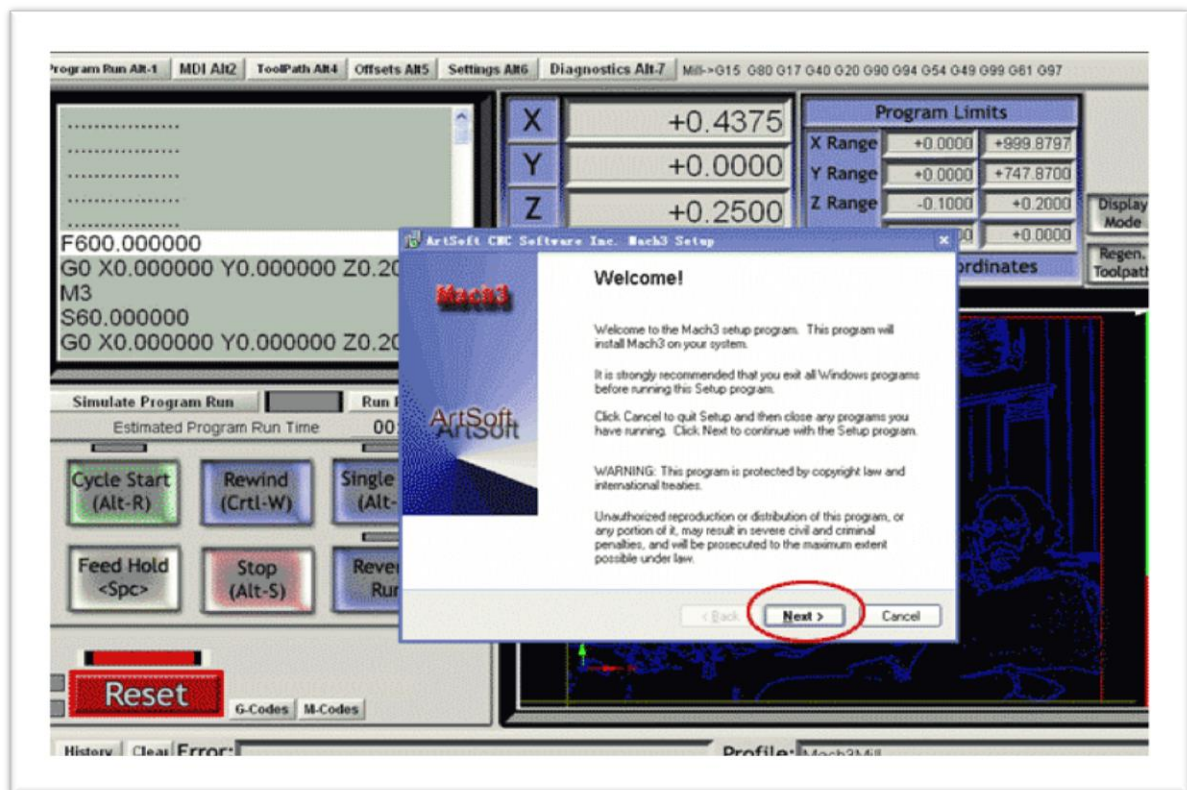 Program Run Alt-1 MDI Alt2 ToolPath Alt4 Offsets Alt5 Settings Alt6 Diagnostics Alt-7 Mill->G15 G80 G17 G40 G20 G90 G94 G54 G49 G99 G61 G97
................
................
................
................
................
F600.000000
G0 X0.000000 Y0.000000 Z0.20
M3
S60.000000
G0 X0.000000 Y0.000000 Z0.20
X +0.4375
Y +0.0000
Z +0.2500
Program Limits
X Range +0.0000 +999.8797
Y Range +0.0000 +747.8700
Z Range -0.1000 +0.2000
+0.0000
Display
Mode
Regen.
Toolpath
ArtSoft CNC Software Inc. Mach3 Setup
Mach3
ArtSoft
ArtSoft
Welcome!
Welcome to the Mach3 setup program. This program will
install Mach3 on your system.
It is strongly recommended that you exit all Windows programs
before running this Setup program.
Click Cancel to quit Setup and then close any programs you
have running. Click Next to continue with the Setup program.
WARNING: This program is protected by copyright law and
international treaties.
Unauthorized reproduction or distribution of this program, or
any portion of it, may result in severe civil and criminal
penalties, and will be prosecuted to the maximum extent
possible under law.
< Back Next > Cancel
Simulate Program Run Run
Estimated Program Run Time 00:
Cycle Start
(Alt-R)
Rewind
(Crtl-W)
Single
(Alt-
Feed Hold
<Spc>
Stop
(Alt-S)
Rever
Run
Reset
G-Codes M-Codes
History Clear Error:
Profile: Mach3Mill